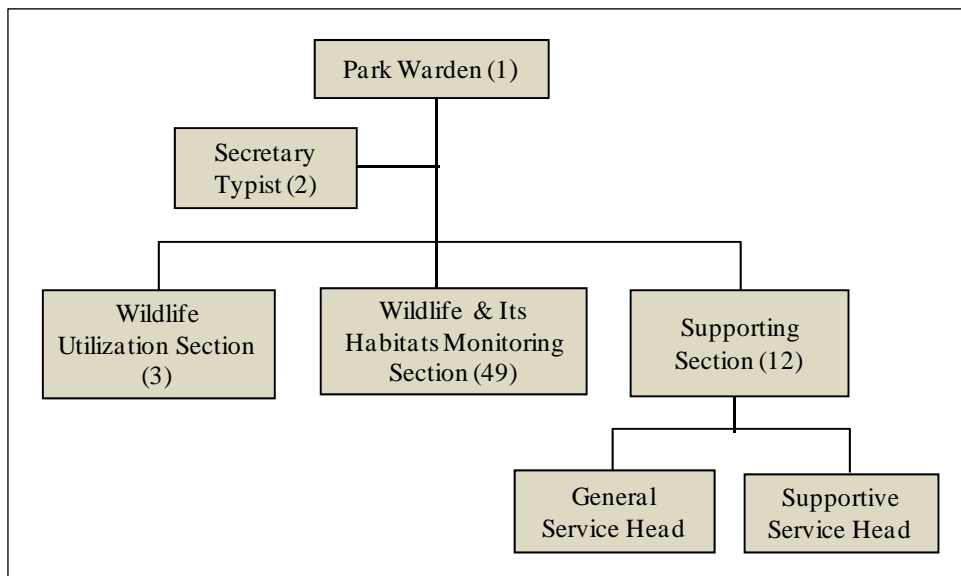 Park Warden (1)
Secretary
Typist (2)
Wildlife
Utilization Section
(3)
Wildlife & Its
Habitats Monitoring
Section (49)
Supporting
Section (12)
General
Service Head
Supportive
Service Head